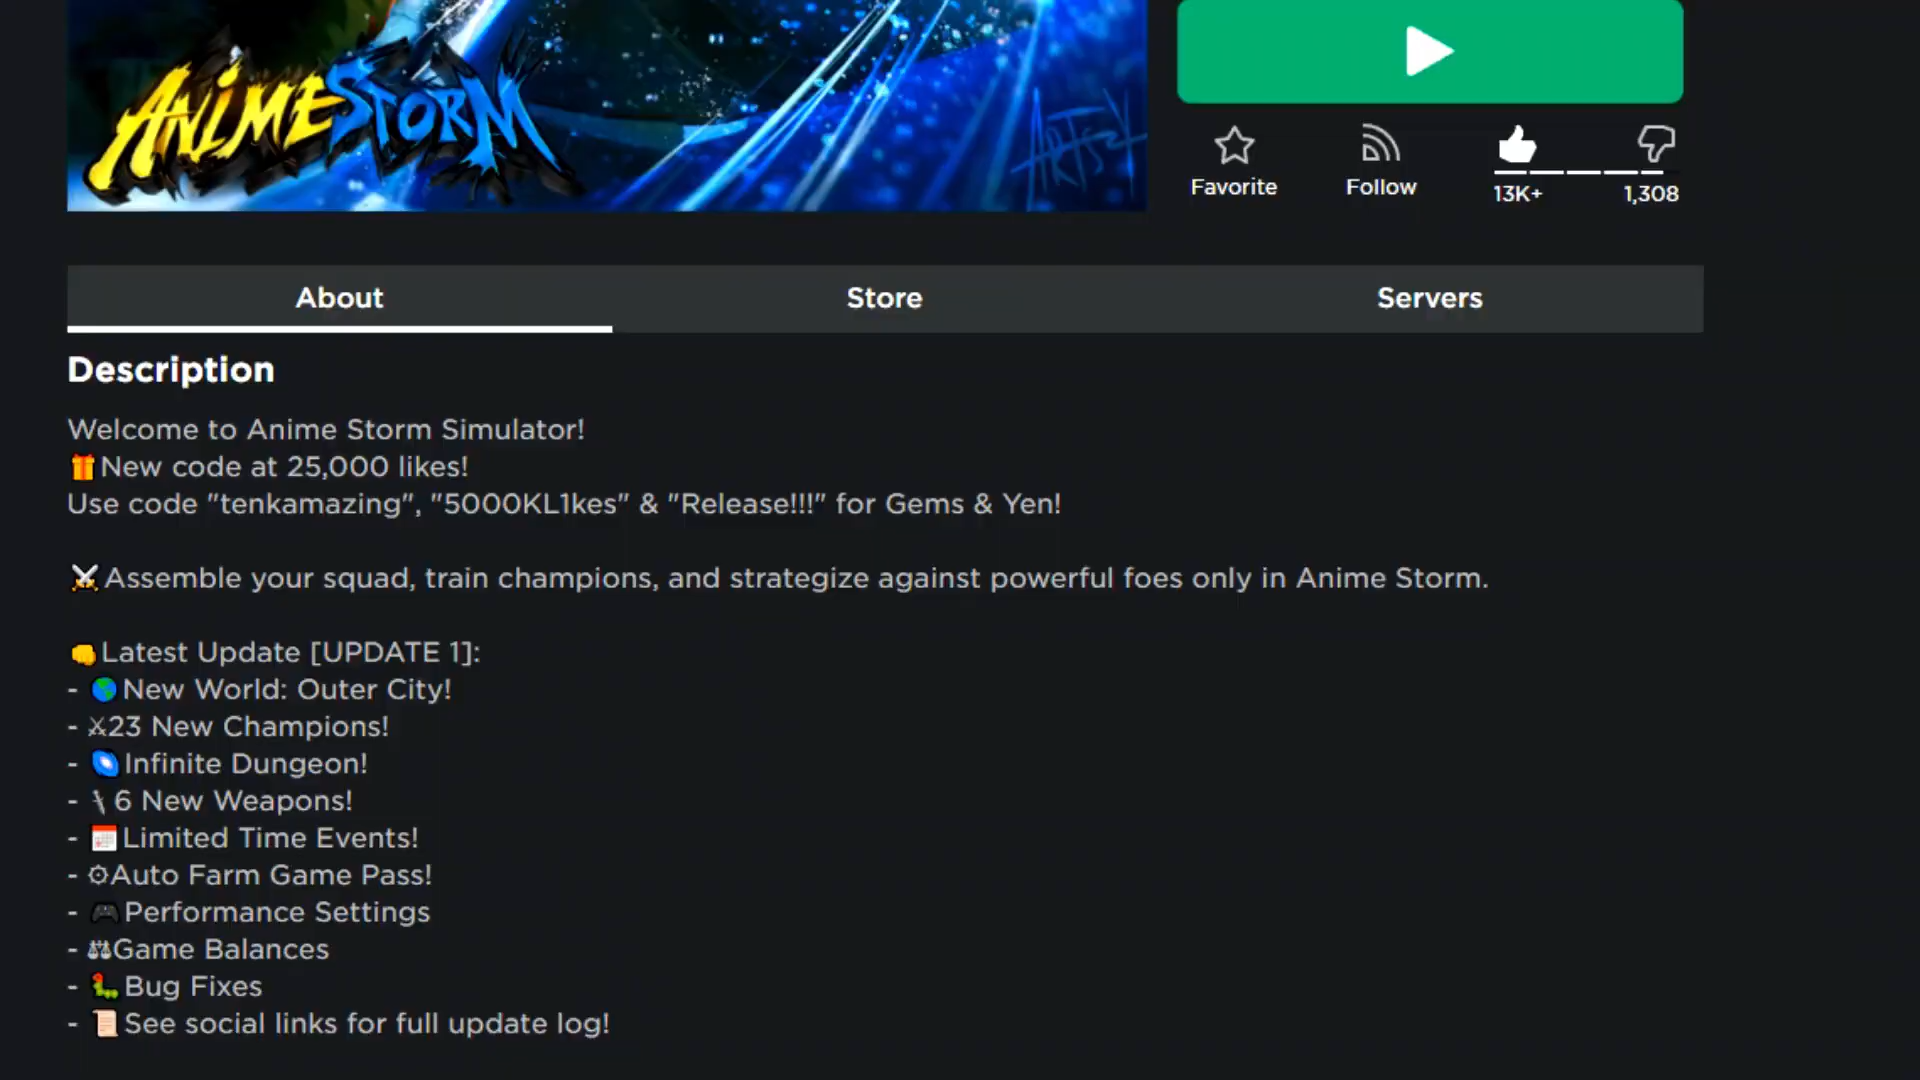 ANIME STORM
ARTSZY
Favorite
Follow
13K+
1,308
About
Store
Servers
Description
Welcome to Anime Storm Simulator!
🎁New code at 25,000 likes!
Use code "tenkamazing", "5000KL1kes" & "Release!!!" for Gems & Yen!
⚔️Assemble your squad, train champions, and strategize against powerful foes only in Anime Storm.
👊Latest Update [UPDATE 1]:
- 🌎New World: Outer City!
- ⚔23 New Champions!
- 🌀Infinite Dungeon!
- 🗡6 New Weapons!
- 📅Limited Time Events!
- ⚙Auto Farm Game Pass!
- 🎮Performance Settings
- ⚖Game Balances
- 🐛Bug Fixes
- 📜See social links for full update log!